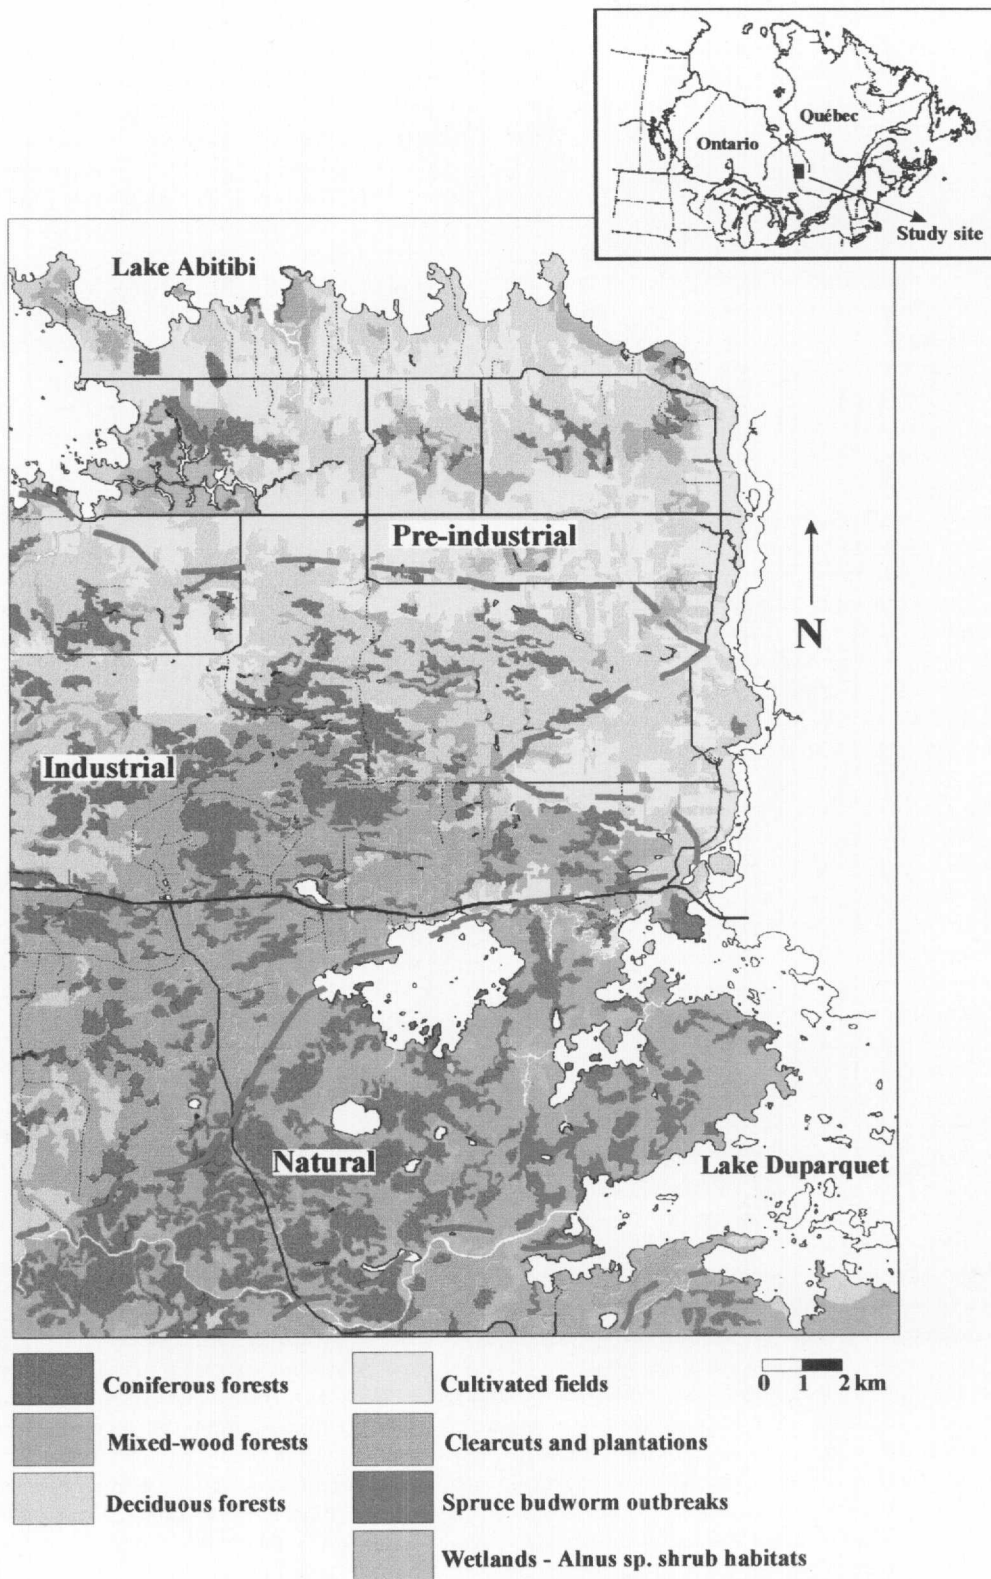 Québec
Ontario
Study site
Lake Abitibi
Pre-industrial
N
Industrial
Natural
Lake Duparquet
Coniferous forests
Cultivated fields
0 1 2 km
Mixed-wood forests
Clearcuts and plantations
Deciduous forests
Spruce budworm outbreaks
Wetlands - Alnus sp. shrub habitats